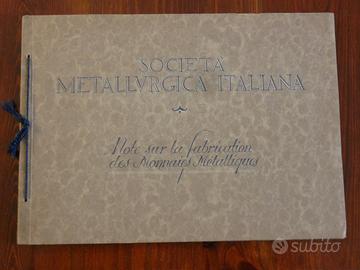 SOCIETA
METALLVRGICA ITALIANA
Note sur la fabrication
des Monnaies Métalliques
subito